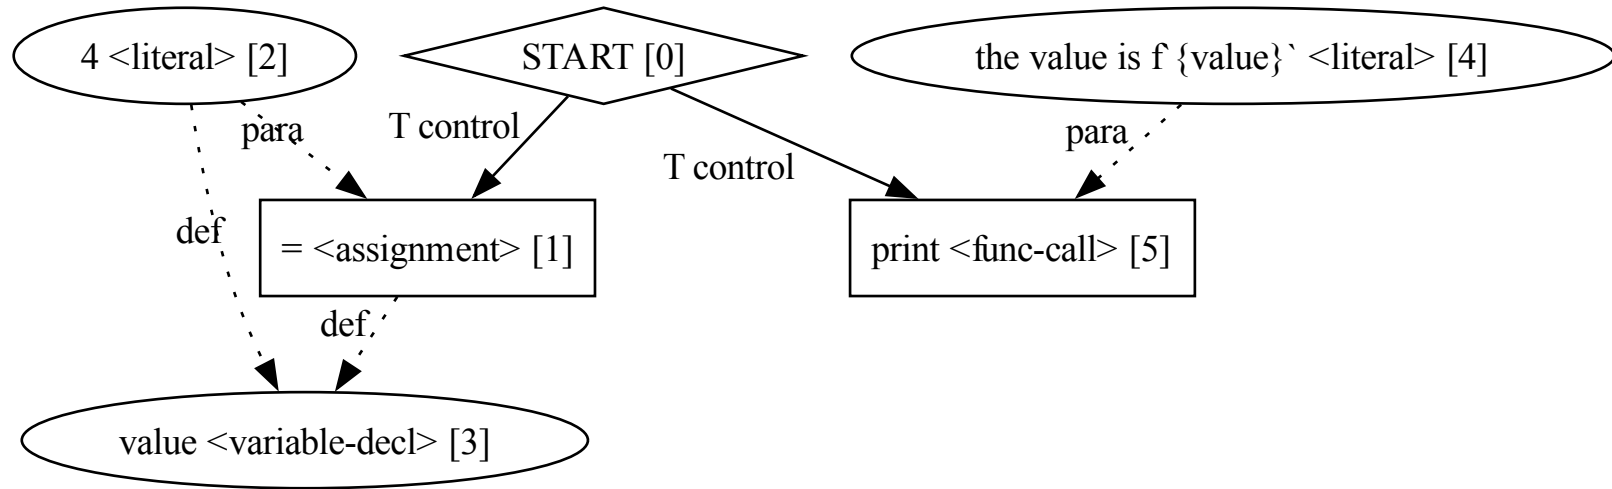 4 <literal> [2]
START [0]
the value is f`{value}` <literal> [4]
para
T control
para
T control
def
= <assignment> [1]
print <func-call> [5]
def
value <variable-decl> [3]